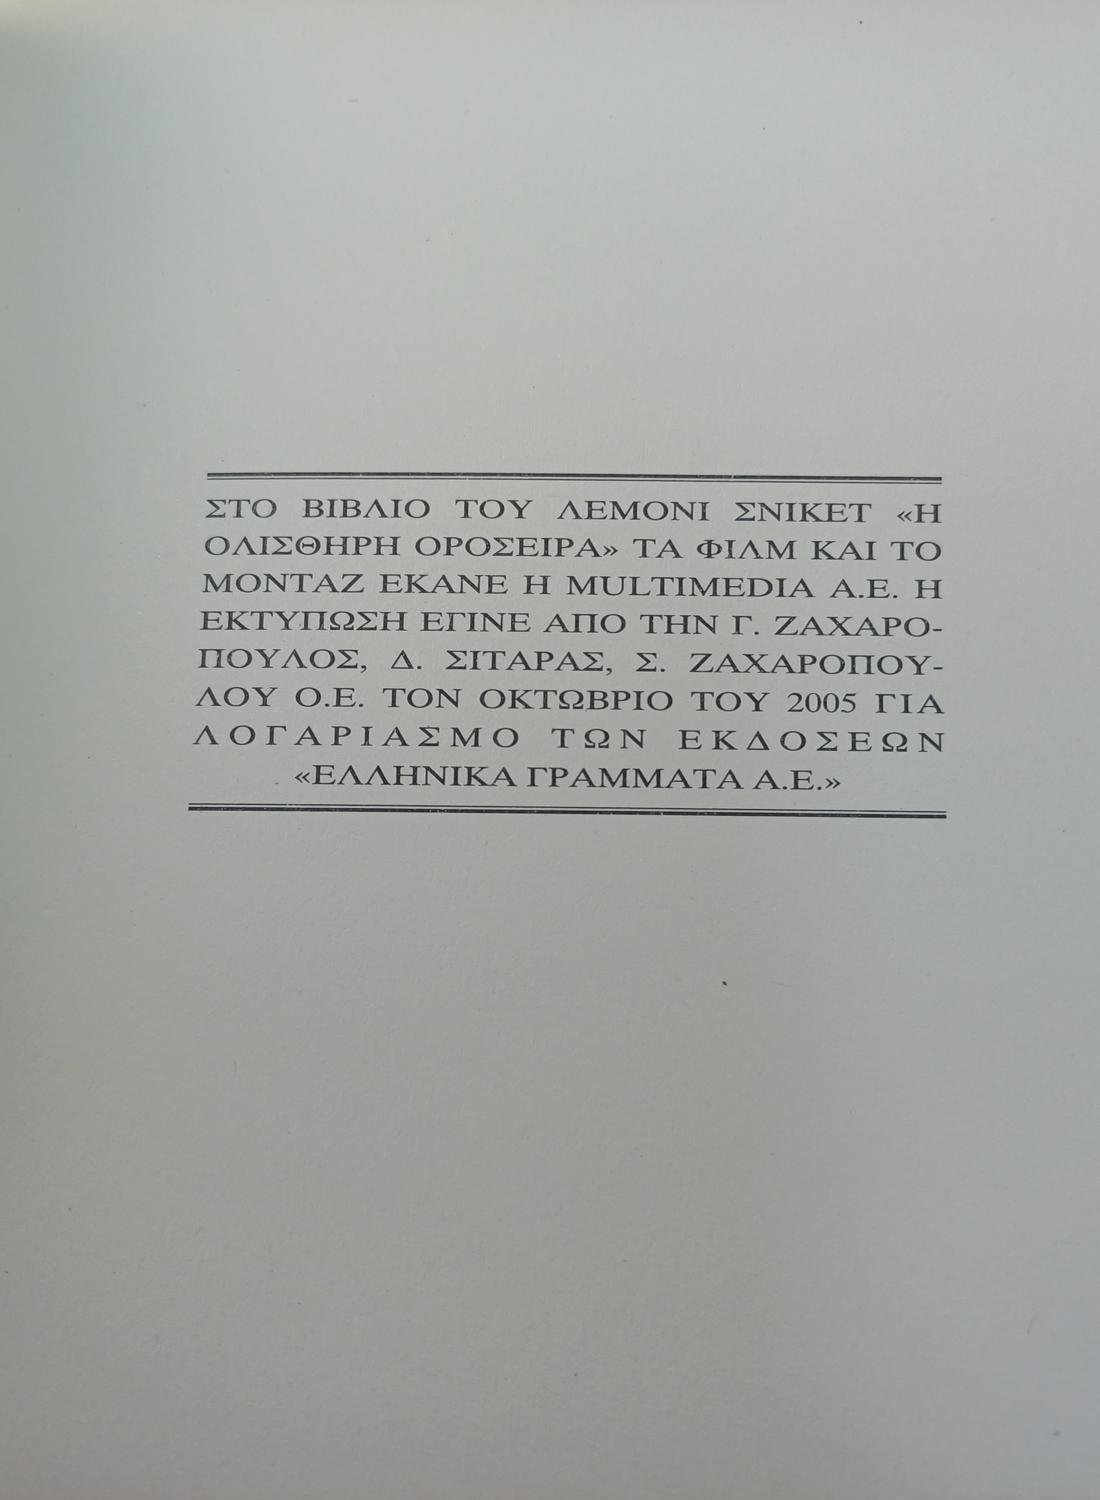 ΣΤΟ ΒΙΒΛΙΟ ΤΟΥ ΛΕΜΟΝΙ ΣΝΙΚΕΤ «Η
ΟΛΙΣΘΗΡΗ ΟΡΟΣΕΙΡΑ» ΤΑ ΦΙΛΜ ΚΑΙ ΤΟ
ΜΟΝΤΑΖ ΕΚΑΝΕ Η MULTIMEDIA A.E. Η
ΕΚΤΥΠΩΣΗ ΕΓΙΝΕ ΑΠΟ ΤΗΝ Γ. ΖΑΧΑΡΟ-
ΠΟΥΛΟΣ, Δ. ΣΙΤΑΡΑΣ, Σ. ΖΑΧΑΡΟΠΟΥ-
ΛΟΥ Ο.Ε. ΤΟΝ ΟΚΤΩΒΡΙΟ ΤΟΥ 2005 ΓΙΑ
ΛΟΓΑΡΙΑΣΜΟ ΤΩΝ ΕΚΔΟΣΕΩΝ
«ΕΛΛΗΝΙΚΑ ΓΡΑΜΜΑΤΑ Α.Ε.»